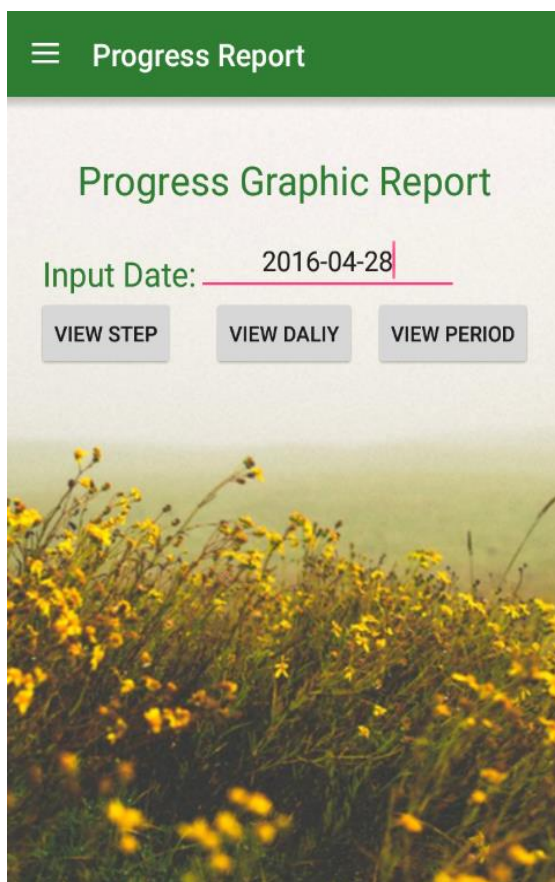 Progress Report
Progress Graphic Report
Input Date: 2016-04-28
VIEW STEP VIEW DALIY VIEW PERIOD